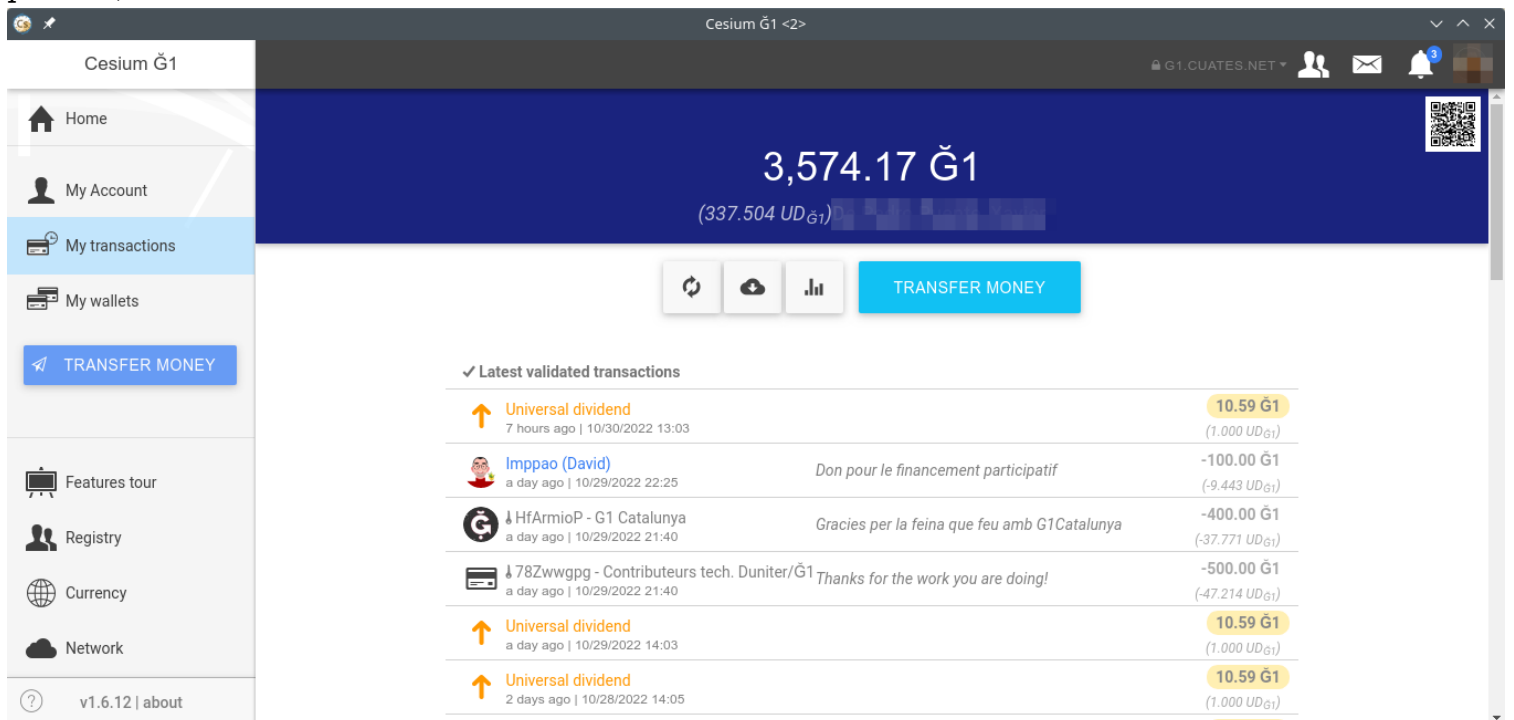 Cesium Ğ1 <2>
Cesium Ğ1
G1.CUATES.NET
3
Home
My Account
My transactions
My wallets
TRANSFER MONEY
Features tour
Registry
Currency
Network
v1.6.12 | about
3,574.17 Ğ1
(337.504 UDĞ1)
TRANSFER MONEY
Latest validated transactions
Universal dividend
10.59 Ğ1
7 hours ago | 10/30/2022 13:03
(1.000 UDĞ1)
Imppao (David)
Don pour le financement participatif
-100.00 Ğ1
a day ago | 10/29/2022 22:25
(-9.443 UDĞ1)
HfArmioP - G1 Catalunya
Gracies per la feina que feu amb G1Catalunya
-400.00 Ğ1
a day ago | 10/29/2022 21:40
(-37.771 UDĞ1)
78Zwwgpg - Contributeurs tech. Duniter/Ğ1
Thanks for the work you are doing!
-500.00 Ğ1
a day ago | 10/29/2022 21:40
(-47.214 UDĞ1)
Universal dividend
10.59 Ğ1
a day ago | 10/29/2022 14:03
(1.000 UDĞ1)
Universal dividend
10.59 Ğ1
2 days ago | 10/28/2022 14:05
(1.000 UDĞ1)